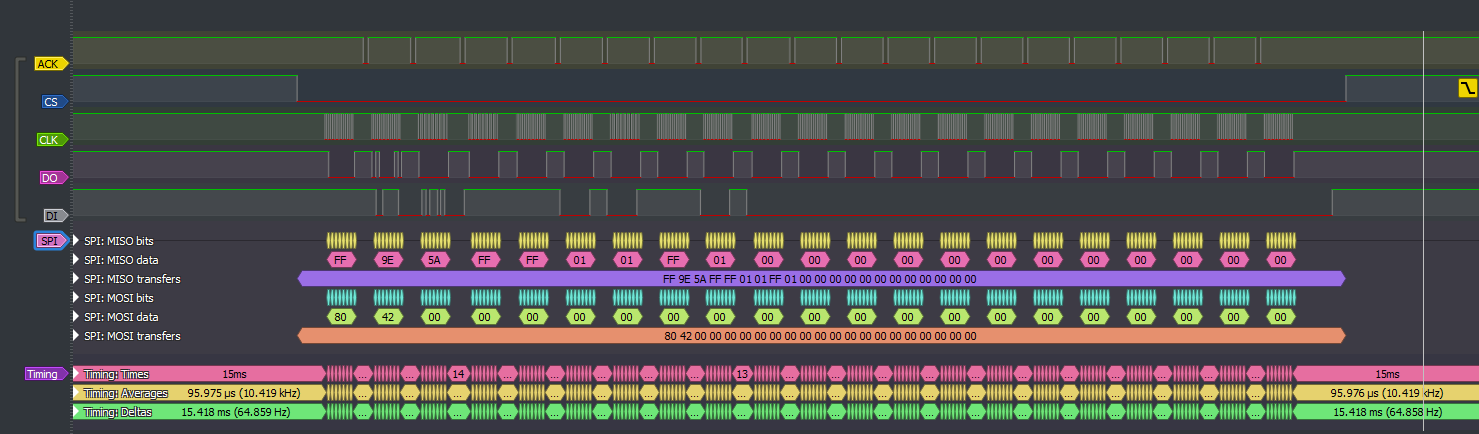 ACK
CS
CLK
DO
DI
SPI
SPI: MISO bits
SPI: MISO data FF 9E 5A FF FF 01 01 FF 01 00 00 00 00 00 00 00 00 00 00 00 00
SPI: MISO transfers FF 9E 5A FF FF 01 01 FF 01 00 00 00 00 00 00 00 00 00 00 00 00
SPI: MOSI bits
SPI: MOSI data 80 42 00 00 00 00 00 00 00 00 00 00 00 00 00 00 00 00 00 00 00
SPI: MOSI transfers 80 42 00 00 00 00 00 00 00 00 00 00 00 00 00 00 00 00 00 00 00
Timing
Timing: Times 15ms ... ... 14 ... ... ... ... ... 13 ... ... ... ... ... ... ... ... ... ... ... 15ms
Timing: Averages 95.975 µs (10.419 kHz) ... ... ... ... ... ... ... ... ... ... ... ... ... ... ... ... ... ... ... ... 95.976 µs (10.419 kHz)
Timing: Deltas 15.418 ms (64.859 Hz) ... ... ... ... ... ... ... ... ... ... ... ... ... ... ... ... ... ... ... ... 15.418 ms (64.858 Hz)